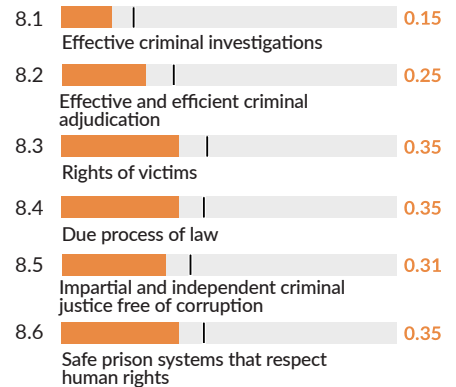 8.1 0.15
Effective criminal investigations
8.2 0.25
Effective and efficient criminal
adjudication
8.3 0.35
Rights of victims
8.4 0.35
Due process of law
8.5 0.31
Impartial and independent criminal
justice free of corruption
8.6 0.35
Safe prison systems that respect
human rights